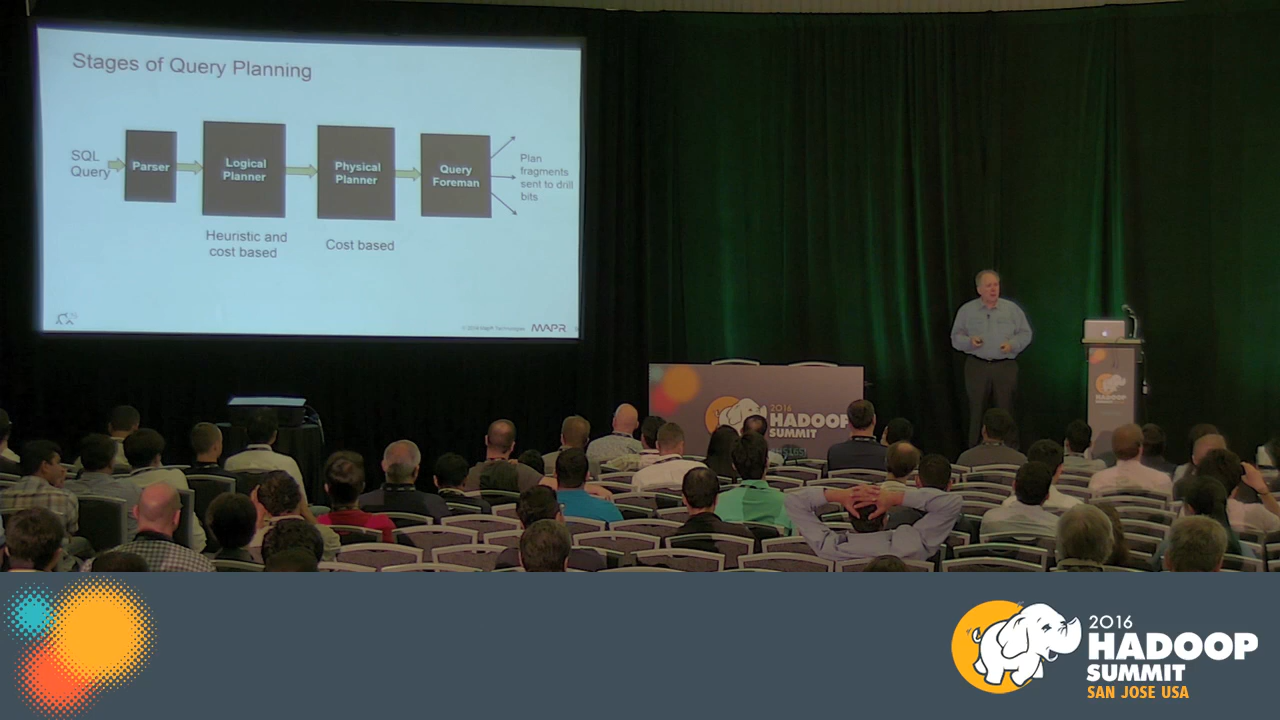 Stages of Query Planning
SQL
Query
Parser
Logical
Planner
Physical
Planner
Query
Foreman
Plan
fragments
sent to drill
bits
Heuristic and
cost based
Cost based
MAPR
2016
HADOOP
SUMMIT
HADOOP
2016
HADOOP
SUMMIT
SAN JOSE USA